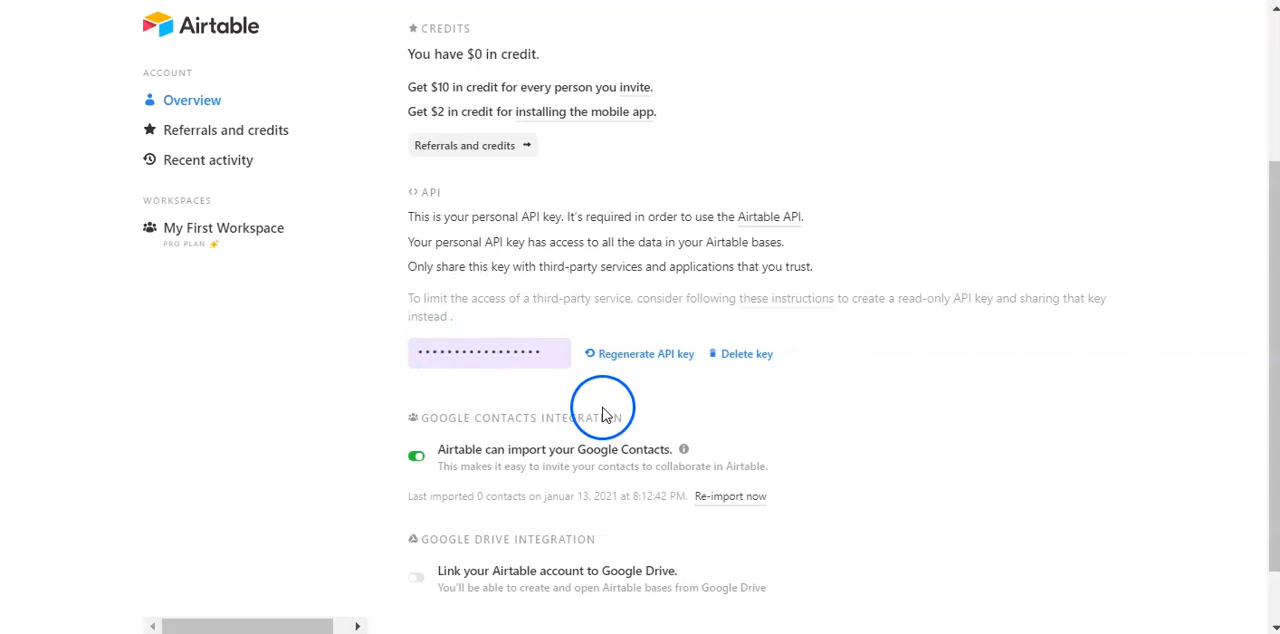 Airtable
ACCOUNT
Overview
Referrals and credits
Recent activity
WORKSPACES
My First Workspace
PRO PLAN
CREDITS
You have $0 in credit.
Get $10 in credit for every person you invite.
Get $2 in credit for installing the mobile app.
Referrals and credits
API
This is your personal API key. It's required in order to use the Airtable API.
Your personal API key has access to all the data in your Airtable bases.
Only share this key with third-party services and applications that you trust.
To limit the access of a third-party service, consider following these instructions to create a read-only API key and sharing that key
instead .
•••••••••••••••••
Regenerate API key
Delete key
GOOGLE CONTACTS INTEGRATION
Airtable can import your Google Contacts.
This makes it easy to invite your contacts to collaborate in Airtable.
Last imported 0 contacts on januar 13. 2021 at 8:12:42 PM. Re-import now
GOOGLE DRIVE INTEGRATION
Link your Airtable account to Google Drive.
You'll be able to create and open Airtable bases from Google Drive